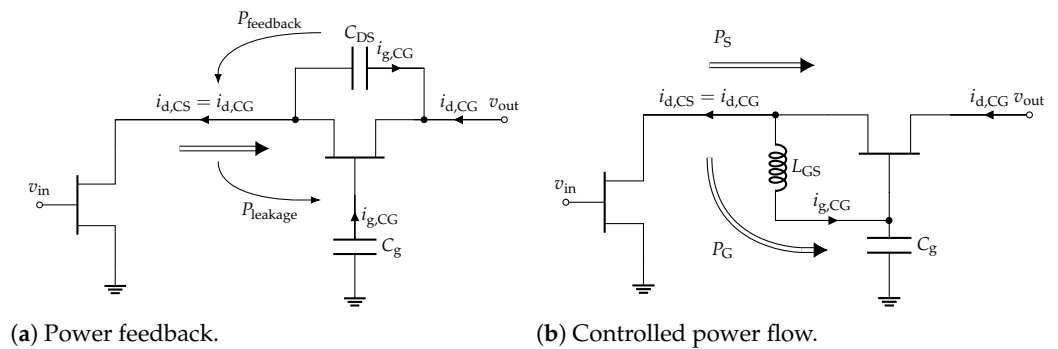 P_feedback
C_DS
i_g,CG
i_d,CS = i_d,CG
i_d,CG
v_out
v_in
P_leakage
i_g,CG
C_g
(a) Power feedback.
P_S
i_d,CS = i_d,CG
i_d,CG v_out
L_GS
v_in
i_g,CG
P_G
C_g
(b) Controlled power flow.